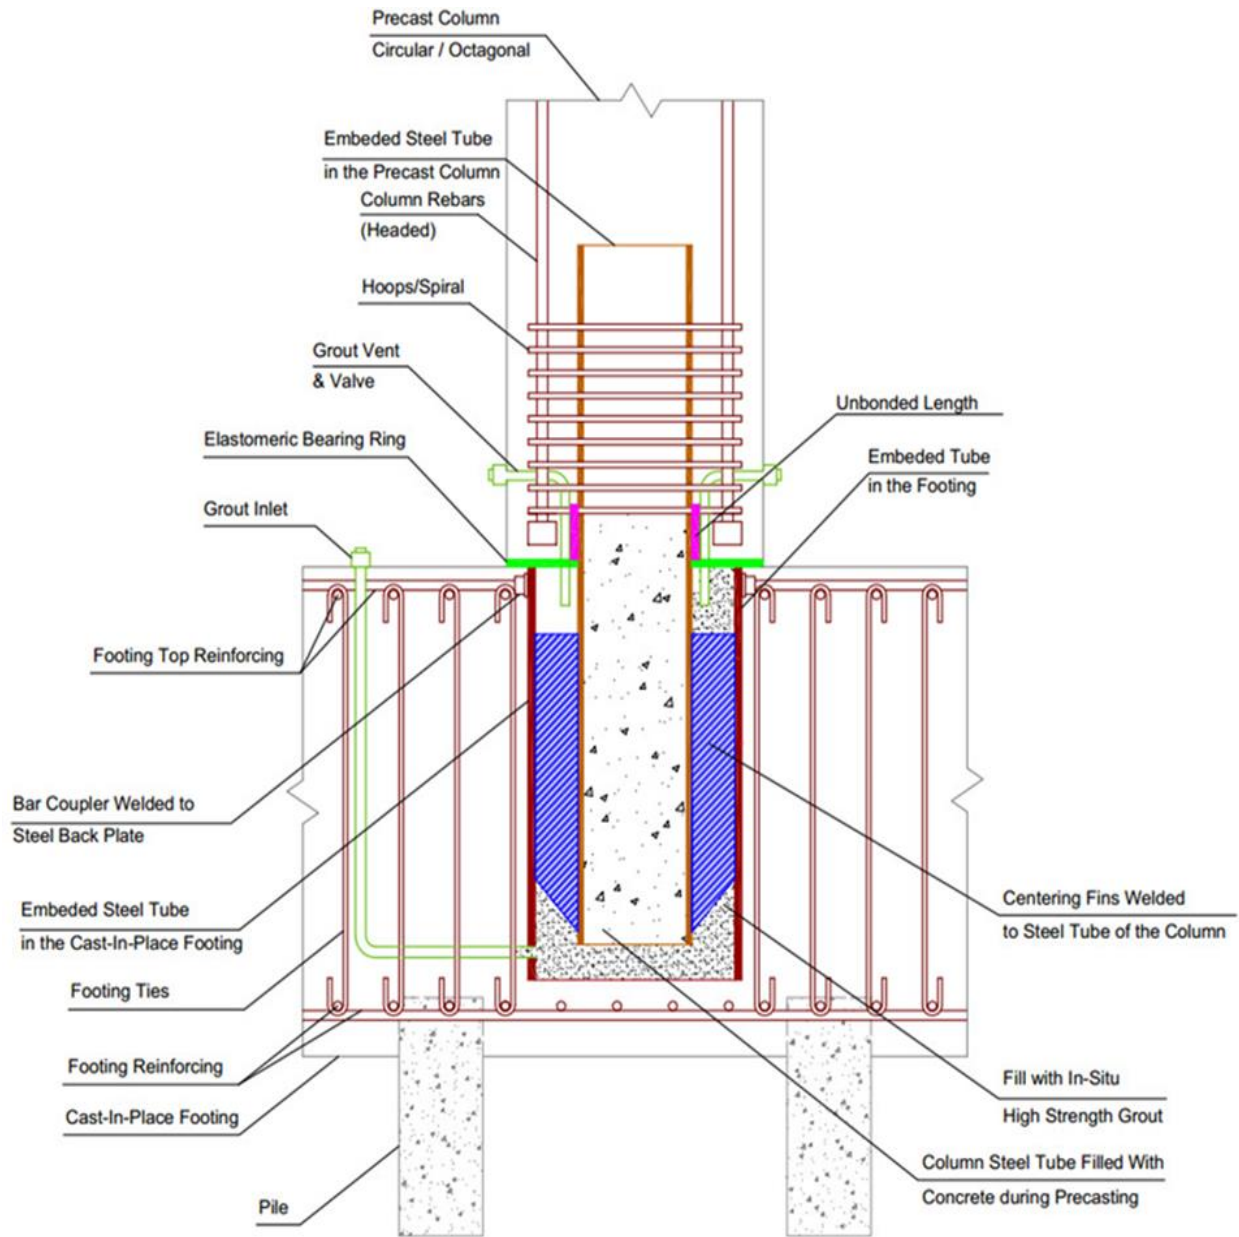 Precast Column
Circular / Octagonal
Embeded Steel Tube
in the Precast Column
Column Rebars
(Headed)
Hoops/Spiral
Grout Vent
& Valve
Elastomeric Bearing Ring
Grout Inlet
Footing Top Reinforcing
Bar Coupler Welded to
Steel Back Plate
Embeded Steel Tube
in the Cast-In-Place Footing
Footing Ties
Footing Reinforcing
Cast-In-Place Footing
Pile
Unbonded Length
Embeded Tube
in the Footing
Centering Fins Welded
to Steel Tube of the Column
Fill with In-Situ
High Strength Grout
Column Steel Tube Filled With
Concrete during Precasting